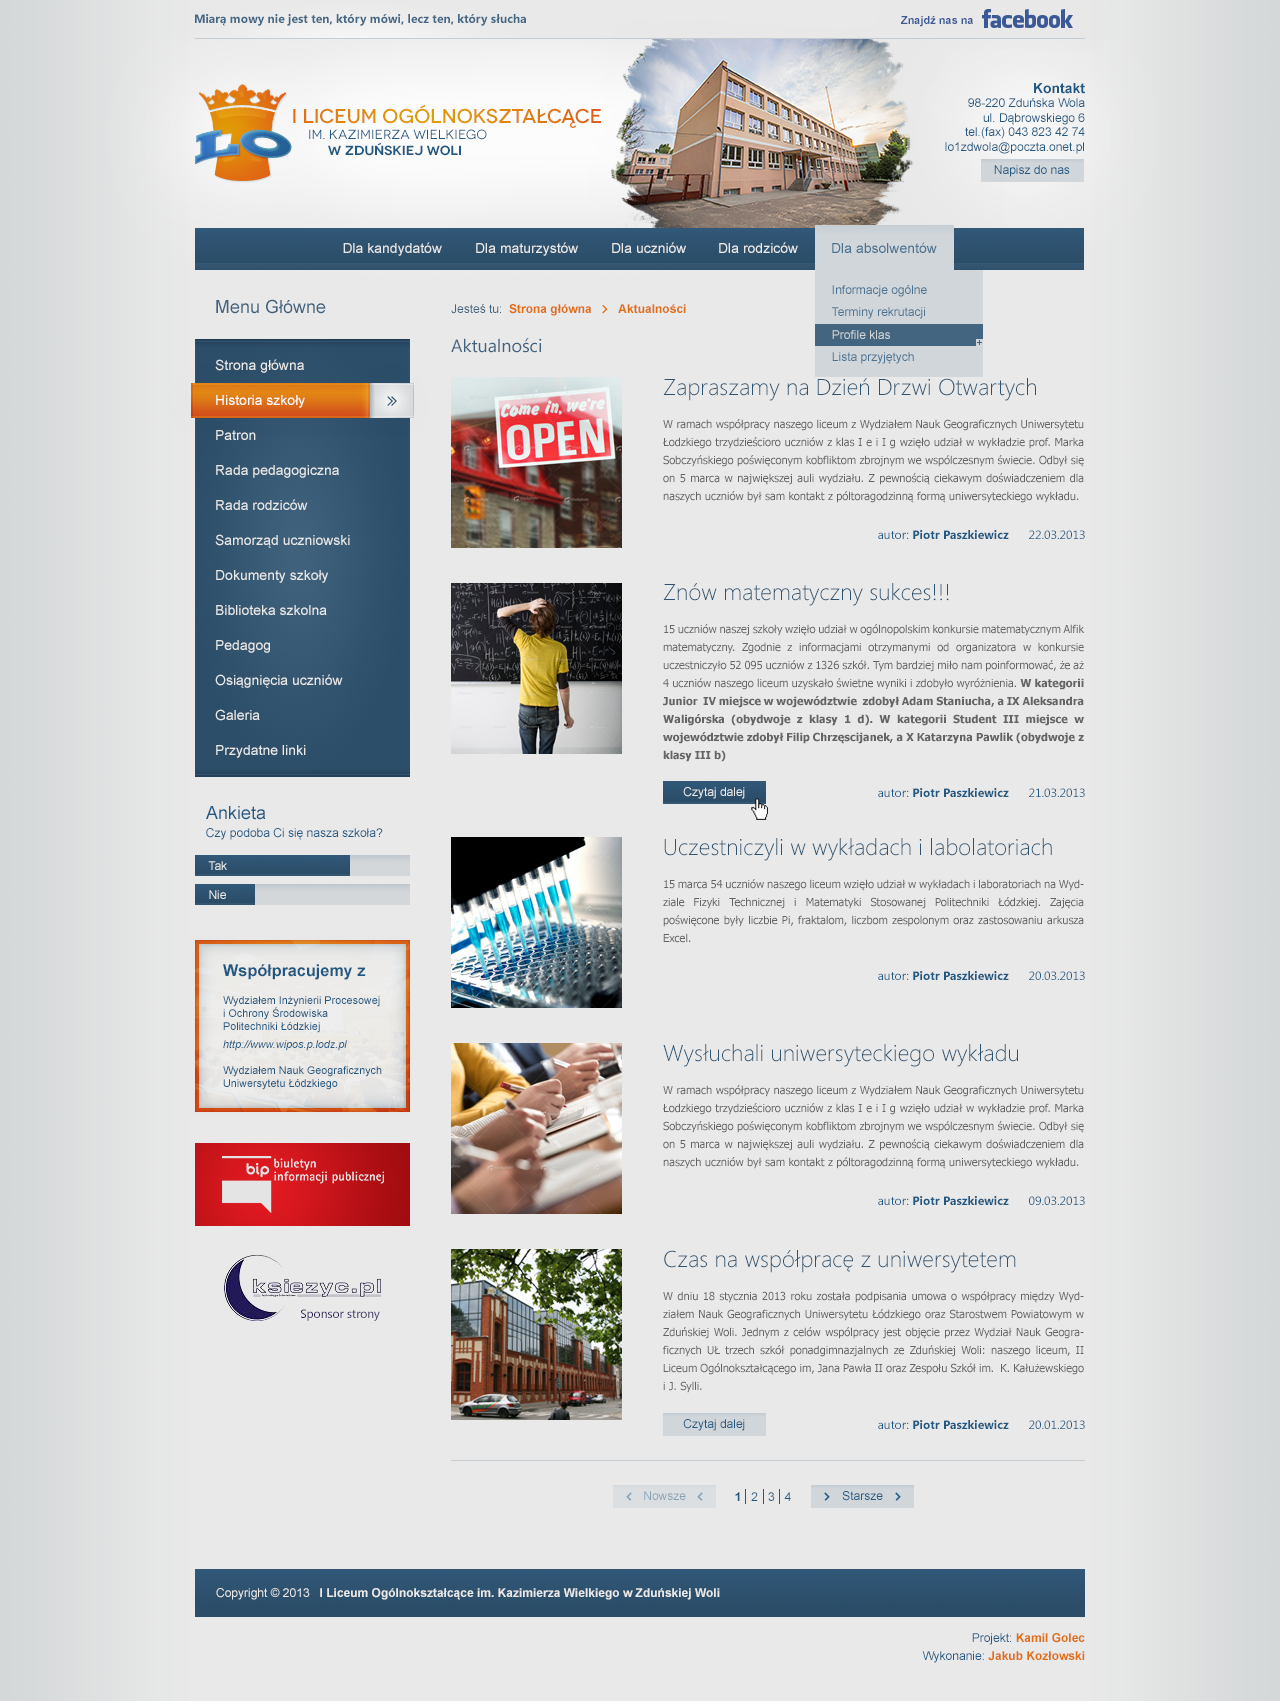 Miarą mowy nie jest ten, który mówi, lecz ten, który słucha
Znajdź nas na facebook
LO
I LICEUM OGÓLNOKSZTAŁCĄCE
IM. KAZIMIERZA WIELKIEGO
W ZDUŃSKIEJ WOLI
Kontakt
98-220 Zduńska Wola
ul. Dąbrowskiego 6
tel.(fax) 043 823 42 74
lo1zdwola@poczta.onet.pl
Napisz do nas
Dla kandydatów Dla maturzystów Dla uczniów Dla rodziców Dla absolwentów
Informacje ogólne
Terminy rekrutacji
Profile klas
Lista przyjętych
Menu Główne
Strona główna
Historia szkoły
Patron
Rada pedagogiczna
Rada rodziców
Samorząd uczniowski
Dokumenty szkoły
Biblioteka szkolna
Pedagog
Osiągnięcia uczniów
Galeria
Przydatne linki
Ankieta
Czy podoba Ci się nasza szkoła?
Tak
Nie
Współpracujemy z
Wydziałem Inżynierii Procesowej
i Ochrony Środowiska
Politechniki Łódzkiej
http://www.wipos.p.lodz.pl
Wydziałem Nauk Geograficznych
Uniwersytetu Łódzkiego
bip biuletyn
informacji publicznej
ksiezyc.pl
Sponsor strony
Jesteś tu: Strona główna > Aktualności
Aktualności
Come in, we're
OPEN
Zapraszamy na Dzień Drzwi Otwartych
W ramach współpracy naszego liceum z Wydziałem Nauk Geograficznych Uniwersytetu
Łodzkiego trzydzieścioro uczniów z klas I e i I g wzięło udział w wykładzie prof. Marka
Sobczyńskiego poświęconym kobfliktom zbrojnym we współczesnym świecie. Odbył się
on 5 marca w największej auli wydziału. Z pewnością ciekawym doświadczeniem dla
naszych uczniów był sam kontakt z półtoragodzinną formą uniwersyteckiego wykładu.
autor: Piotr Paszkiewicz 22.03.2013
Znów matematyczny sukces!!!
15 uczniów naszej szkoły wzięło udział w ogólnopolskim konkursie matematycznym Alfik
matematyczny. Zgodnie z informacjami otrzymanymi od organizatora w konkursie
uczestniczyło 52 095 uczniów z 1326 szkół. Tym bardziej miło nam poinformować, że aż
4 uczniów naszego liceum uzyskało świetne wyniki i zdobyło wyróżnienia. W kategorii
Junior IV miejsce w województwie zdobył Adam Staniucha, a IX Aleksandra
Waligórska (obydwoje z klasy 1 d). W kategorii Student III miejsce w
województwie zdobył Filip Chrzęscijanek, a X Katarzyna Pawlik (obydwoje z
klasy III b)
Czytaj dalej autor: Piotr Paszkiewicz 21.03.2013
Uczestniczyli w wykładach i labolatoriach
15 marca 54 uczniów naszego liceum wzięło udział w wykładach i laboratoriach na Wyd-
ziale Fizyki Technicznej i Matematyki Stosowanej Politechniki Łódzkiej. Zajęcia
poświęcone były liczbie Pi, fraktalom, liczbom zespolonym oraz zastosowaniu arkusza
Excel.
autor: Piotr Paszkiewicz 20.03.2013
Wysłuchali uniwersyteckiego wykładu
W ramach współpracy naszego liceum z Wydziałem Nauk Geograficznych Uniwersytetu
Łodzkiego trzydzieścioro uczniów z klas I e i I g wzięło udział w wykładzie prof. Marka
Sobczyńskiego poświęconym kobfliktom zbrojnym we współczesnym świecie. Odbył się
on 5 marca w największej auli wydziału. Z pewnością ciekawym doświadczeniem dla
naszych uczniów był sam kontakt z półtoragodzinną formą uniwersyteckiego wykładu.
autor: Piotr Paszkiewicz 09.03.2013
Czas na współpracę z uniwersytetem
W dniu 18 stycznia 2013 roku została podpisania umowa o współpracy między Wyd-
ziałem Nauk Geograficznych Uniwersytetu Łódzkiego oraz Starostwem Powiatowym w
Zduńskiej Woli. Jednym z celów współpracy jest objęcie przez Wydział Nauk Geogra-
ficznych UŁ trzech szkół ponadgimnazjalnych ze Zduńskiej Woli: naszego liceum, II
Liceum Ogólnokształcącego im, Jana Pawła II oraz Zespołu Szkół im. K. Kałużewskiego
i J. Sylli.
Czytaj dalej autor: Piotr Paszkiewicz 20.01.2013
Nowsze 1 | 2 | 3 | 4 Starsze
Copyright © 2013 I Liceum Ogólnokształcące im. Kazimierza Wielkiego w Zduńskiej Woli
Projekt: Kamil Golec
Wykonanie: Jakub Kozłowski